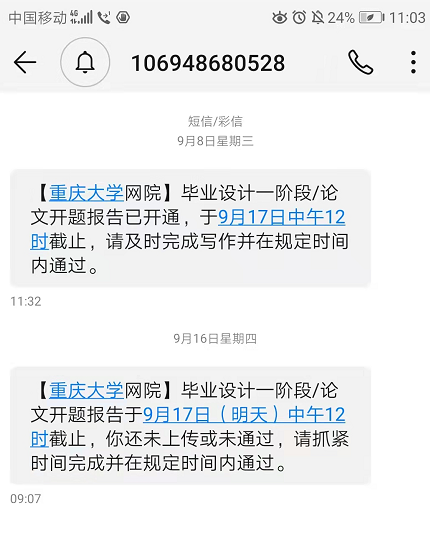 中国移动 4G 24% 11:03
106948680528
短信/彩信
9月8日星期三
【重庆大学网院】毕业设计一阶段/论
文开题报告已开通，于9月17日中午12
时截止，请及时完成写作并在规定时间
内通过。
11:32
9月16日星期四
【重庆大学网院】毕业设计一阶段/论
文开题报告于9月17日（明天）中午12
时截止，你还未上传或未通过，请抓紧
时间完成并在规定时间内通过。
09:07